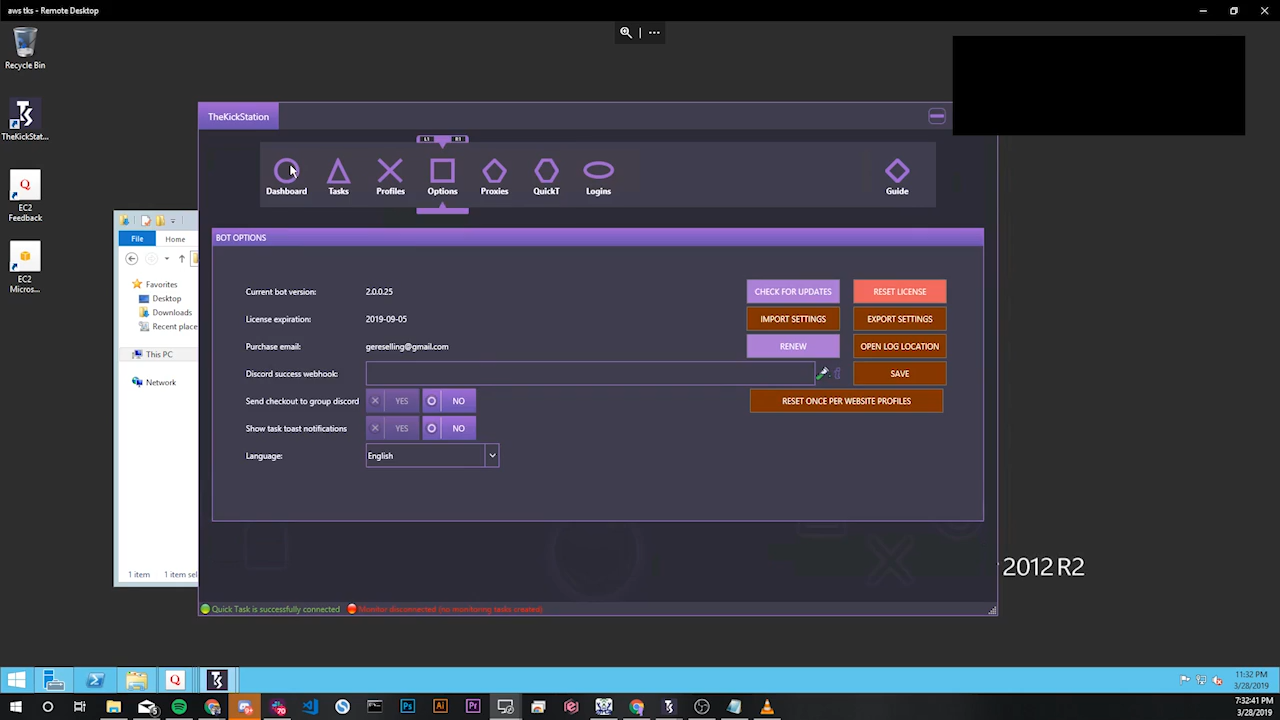 aws tks - Remote Desktop
Recycle Bin
TheKickStat...
EC2
Feedback
EC2
Micros...
TheKickStation
L1
R1
Dashboard
Tasks
Profiles
Options
Proxies
QuickT
Logins
Guide
File
Home
Favorites
Desktop
Downloads
Recent place
This PC
Network
1 item
1 item sel
BOT OPTIONS
Current bot version:
2.0.0.25
CHECK FOR UPDATES
RESET LICENSE
License expiration:
2019-09-05
IMPORT SETTINGS
EXPORT SETTINGS
Purchase email:
gereselling@gmail.com
RENEW
OPEN LOG LOCATION
Discord success webhook:
SAVE
Send checkout to group discord
YES
NO
RESET ONCE PER WEBSITE PROFILES
Show task toast notifications
YES
NO
Language:
English
2012 R2
Quick Task is successfully connected
Monitor disconnected (no monitoring tasks created)
11:32 PM
3/28/2019
7:32:41 PM
3/28/2019